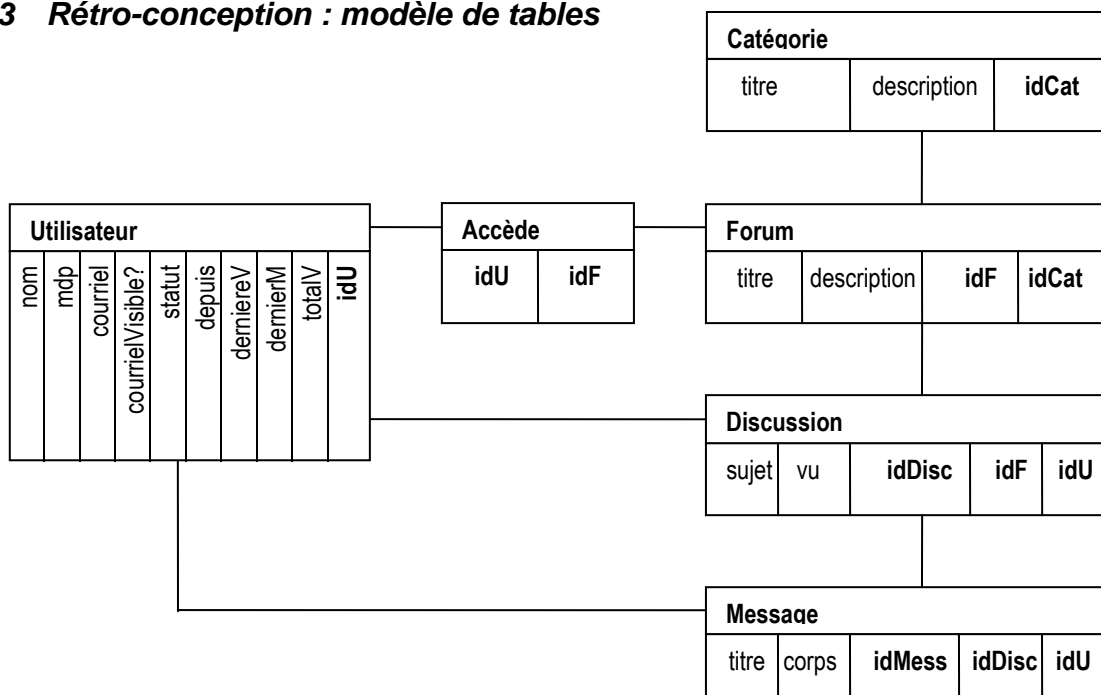 3 Rétro-conception : modèle de tables
Catégorie
titre description idCat
Utilisateur
nom mdp courriel courrielVisible? statut depuis derniereV dernierM totalV idU
Accède
idU idF
Forum
titre description idF idCat
Discussion
sujet vu idDisc idF idU
Message
titre corps idMess idDisc idU